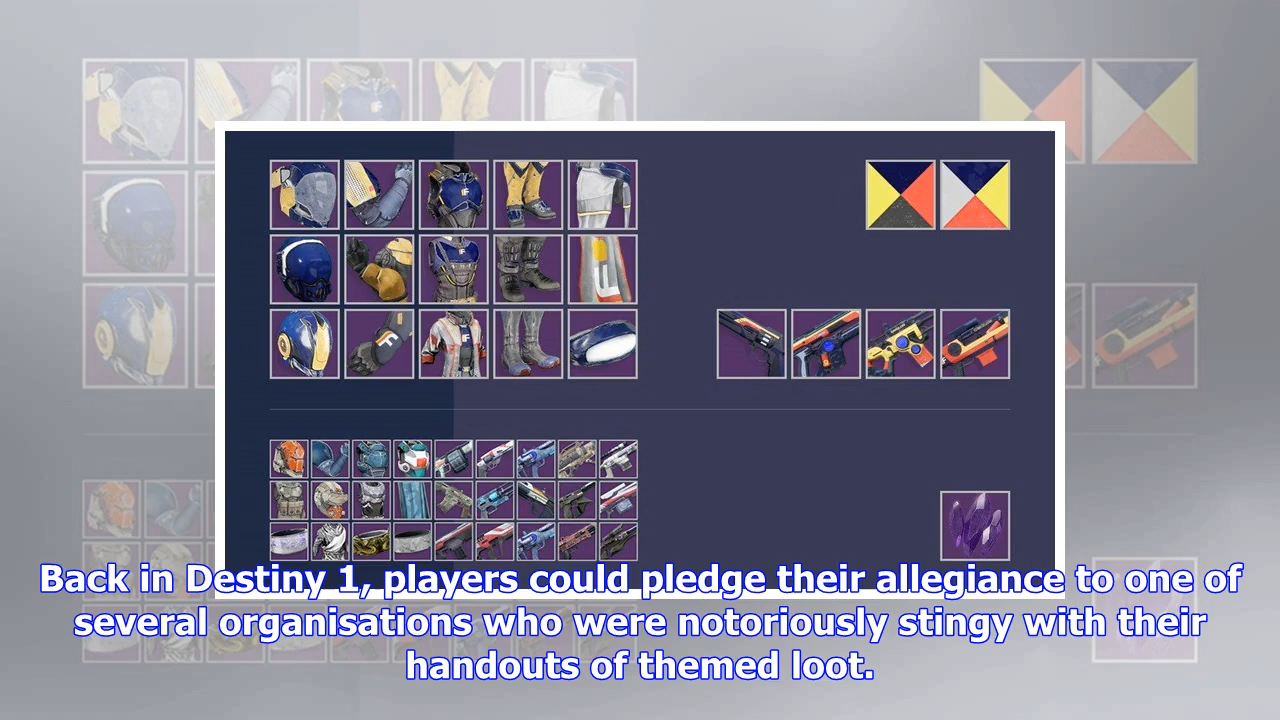 Back in Destiny 1, players could pledge their allegiance to one of
several organisations who were notoriously stingy with their
handouts of themed loot.